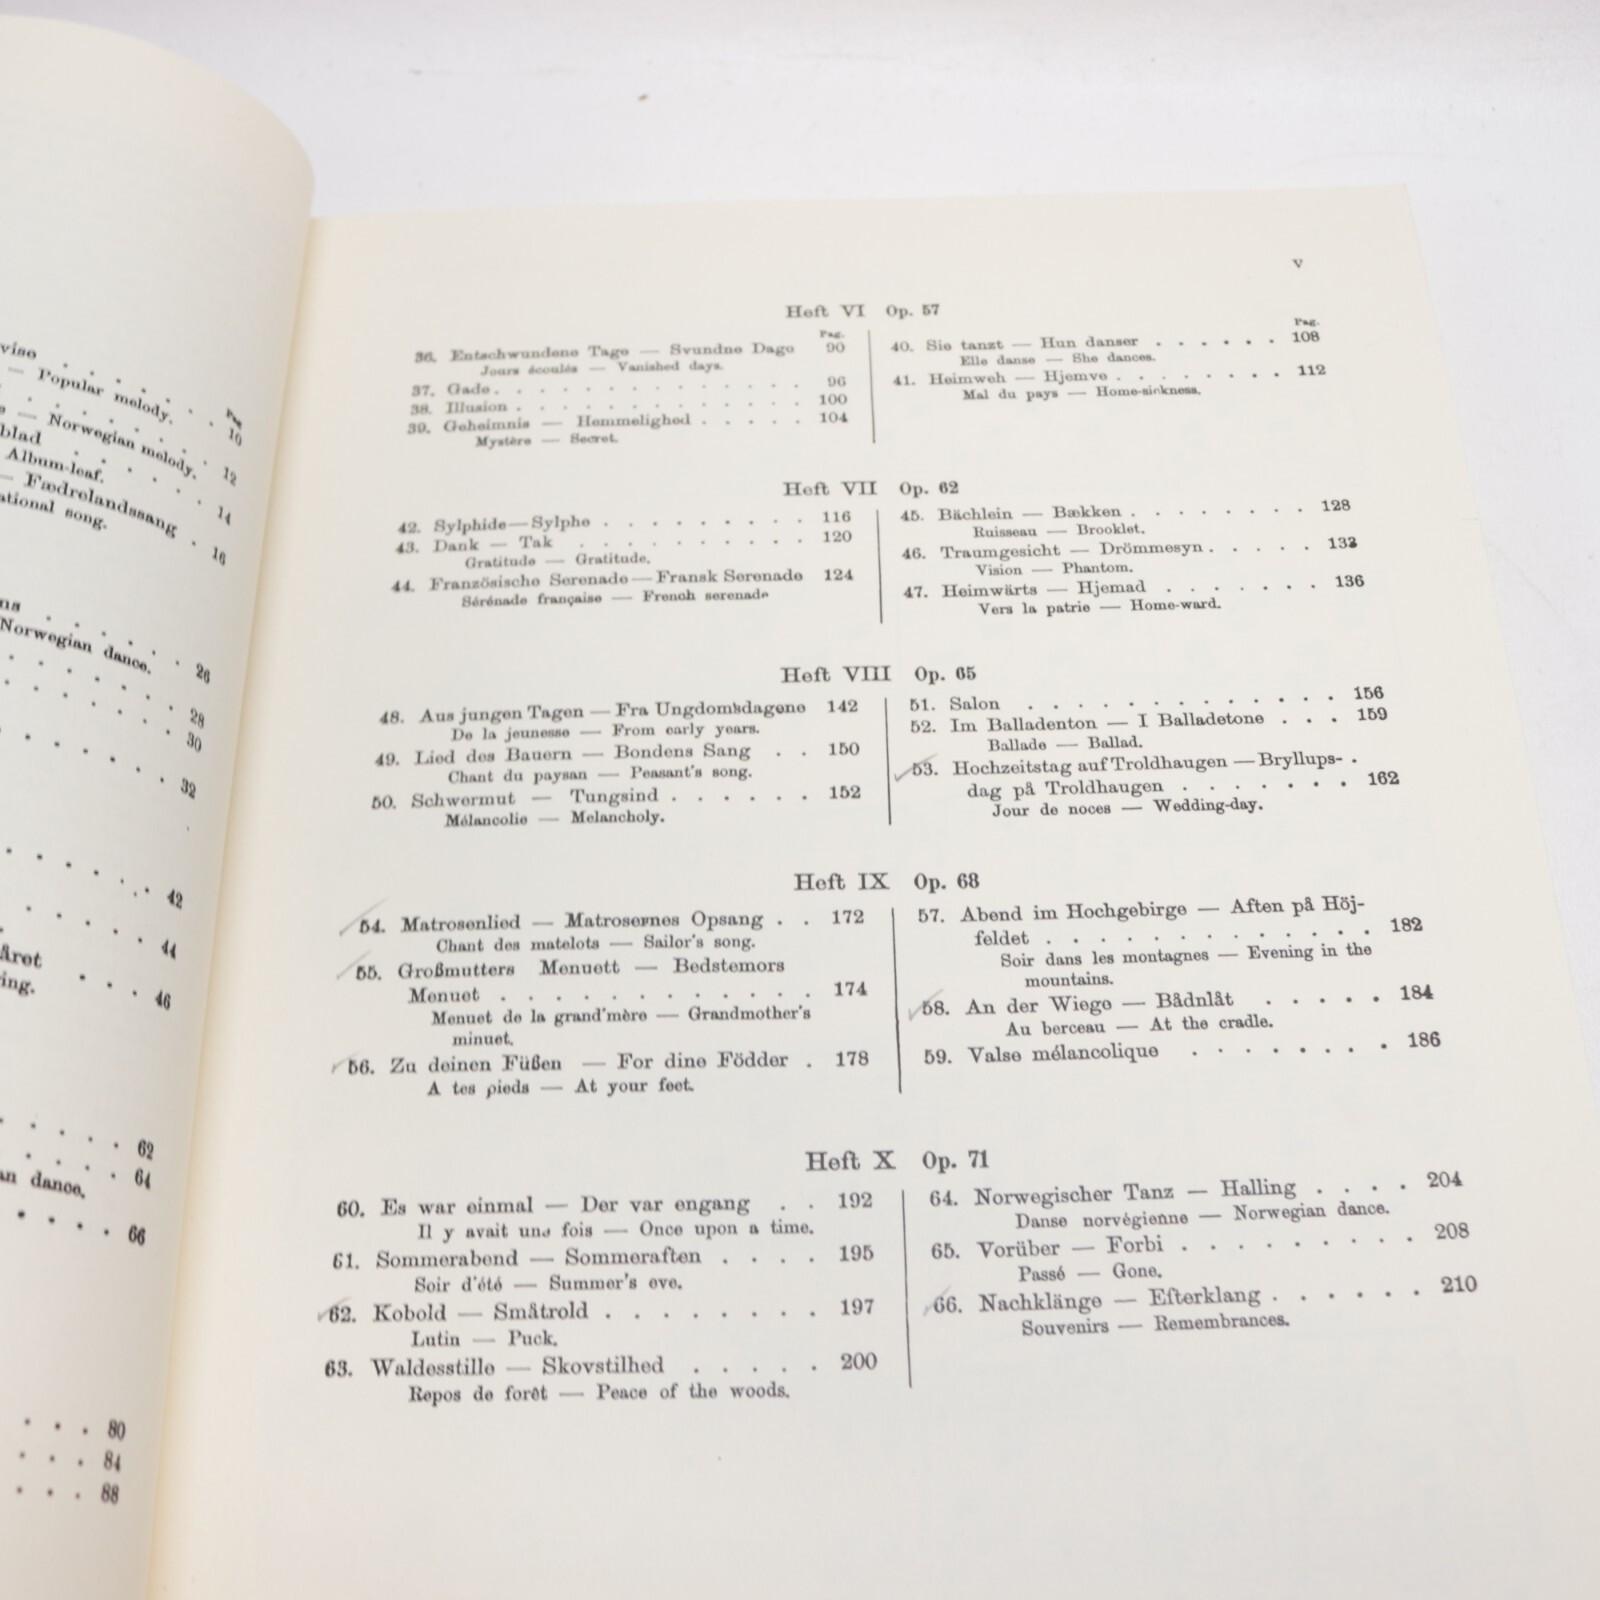 viso
— Popular melody.
Pag.
10
— Norwegian melody.
12
blad
Album-leaf.
14
— Fædrelandssang
ational song.
16
Norwegian dance.
26
28
30
32
42
44
Året
ing.
46
62
64
an dance.
66
80
84
88
V
Heft VI Op. 57
Pag.
36. Entschwundene Tage — Svundne Dage 90
Jours écoulés — Vanished days.
37. Gade. . . . . . . . . . . . 96
38. Illusion . . . . . . . . . . . 100
39. Geheimnis — Hemmelighed . . . . . 104
Mystère — Secret.
Pag.
40. Sie tanzt — Hun danser . . . . . . 108
Elle danse — She dances.
41. Heimweh — Hjemve . . . . . . . . 112
Mal du pays — Home-sickness.
Heft VII Op. 62
42. Sylphide — Sylphe . . . . . . . . . 116
43. Dank — Tak . . . . . . . . . . 120
Gratitude — Gratitude.
44. Französische Serenade — Fransk Serenade 124
Sérénade française — French serenade
45. Bächlein — Bækken . . . . . . . . 128
Ruisseau — Brooklet.
46. Traumgesicht — Drömmesyn . . . . . 133
Vision — Phantom.
47. Heimwärts — Hjemad . . . . . . . 136
Vers la patrie — Home-ward.
Heft VIII Op. 65
48. Aus jungen Tagen — Fra Ungdomsdagene 142
De la jeunesse — From early years.
49. Lied des Bauern — Bondens Sang . . 150
Chant du paysan — Peasant's song.
50. Schwermut — Tungsind . . . . . . 152
Mélancolie — Melancholy.
51. Salon . . . . . . . . . . . . 156
52. Im Balladenton — I Balladetone . . . 159
Ballade — Ballad.
53. Hochzeitstag auf Troldhaugen — Bryllups- .
dag på Troldhaugen . . . . . . . 162
Jour de noces — Wedding-day.
Heft IX Op. 68
54. Matrosenlied — Matrosernes Opsang . . 172
Chant des matelots — Sailor's song.
55. Großmutters Menuett — Bedstemors
Menuet . . . . . . . . . . . . 174
Menuet de la grand'mère — Grandmother's
minuet.
56. Zu deinen Füßen — For dine Födder . 178
A tes pieds — At your feet.
57. Abend im Hochgebirge — Aften på Höj-
feldet . . . . . . . . . . . . . 182
Soir dans les montagnes — Evening in the
mountains.
58. An der Wiege — Bådnlåt . . . . . 184
Au berceau — At the cradle.
59. Valse mélancolique . . . . . . . . 186
Heft X Op. 71
60. Es war einmal — Der var engang . . 192
Il y avait une fois — Once upon a time.
61. Sommerabend — Sommeraften . . . . 195
Soir d'été — Summer's eve.
62. Kobold — Småtrold . . . . . . . . 197
Lutin — Puck.
63. Waldesstille — Skovstilhed . . . . . 200
Repos de forêt — Peace of the woods.
64. Norwegischer Tanz — Halling . . . . 204
Danse norvégienne — Norwegian dance.
65. Vorüber — Forbi . . . . . . . . . 208
Passé — Gone.
66. Nachklänge — Efterklang . . . . . . 210
Souvenirs — Remembrances.